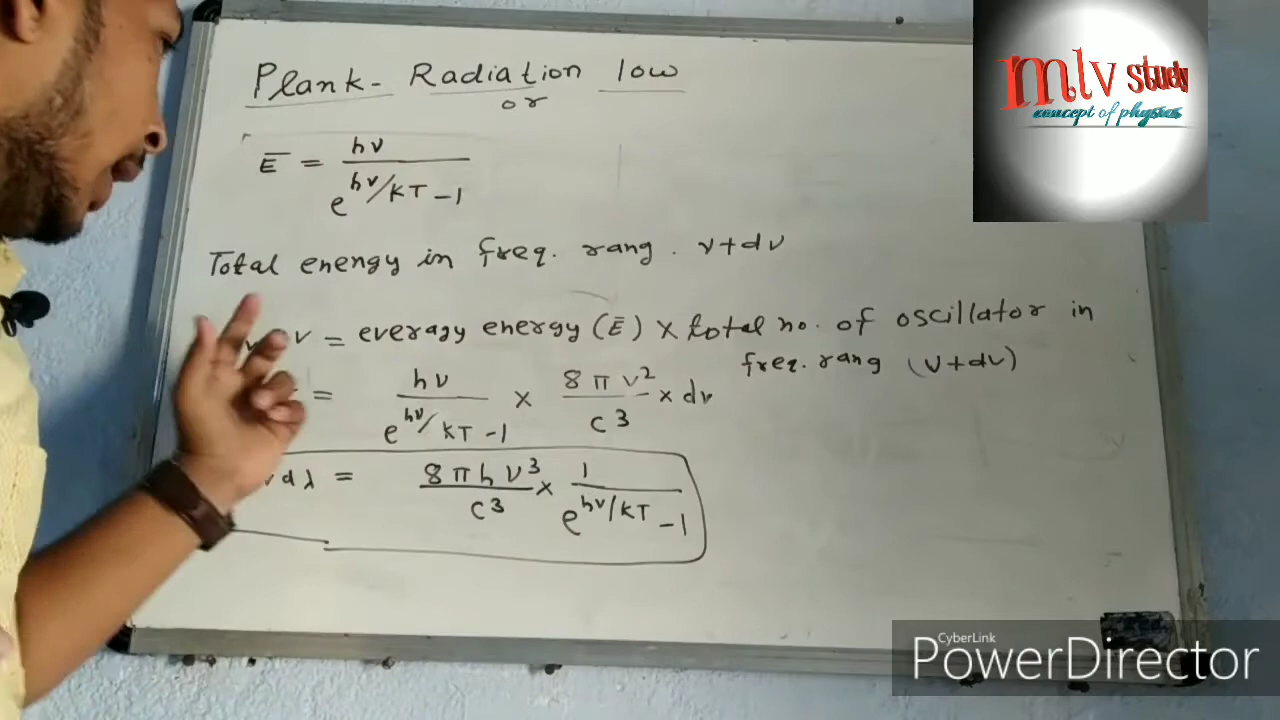 Plank - Radiation low
or
E̅ = hν / e^hν/KT - 1
Total enengy in freq. rang. ν+dν
ν = everagy energy (E̅) × total no. of oscillator in
freq. rang (ν+dν)
= hν / e^hν/KT - 1 × 8πν² / c³ × dν
dλ = 8πhν³ / c³ × 1 / e^hν/KT - 1
mlv study
concept of physics
CyberLink
PowerDirector